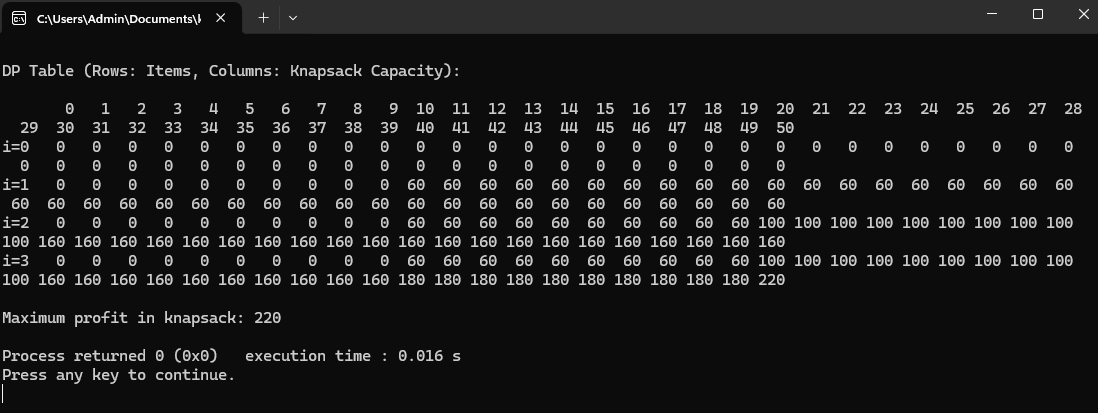 C:\Users\Admin\Documents\k
DP Table (Rows: Items, Columns: Knapsack Capacity):
0 1 2 3 4 5 6 7 8 9 10 11 12 13 14 15 16 17 18 19 20 21 22 23 24 25 26 27 28
29 30 31 32 33 34 35 36 37 38 39 40 41 42 43 44 45 46 47 48 49 50
i=0 0 0 0 0 0 0 0 0 0 0 0 0 0 0 0 0 0 0 0 0 0 0 0 0 0 0 0 0 0
0 0 0 0 0 0 0 0 0 0 0 0 0 0 0 0 0 0 0 0 0 0
i=1 0 0 0 0 0 0 0 0 0 0 60 60 60 60 60 60 60 60 60 60 60 60 60 60 60 60 60 60 60
60 60 60 60 60 60 60 60 60 60 60 60 60 60 60 60 60 60 60 60 60 60
i=2 0 0 0 0 0 0 0 0 0 0 60 60 60 60 60 60 60 60 60 60 100 100 100 100 100 100 100 100 100
100 160 160 160 160 160 160 160 160 160 160 160 160 160 160 160 160 160 160 160 160 160
i=3 0 0 0 0 0 0 0 0 0 0 60 60 60 60 60 60 60 60 60 60 100 100 100 100 100 100 100 100 100
100 160 160 160 160 160 160 160 160 160 160 180 180 180 180 180 180 180 180 180 180 220
Maximum profit in knapsack: 220
Process returned 0 (0x0) execution time : 0.016 s
Press any key to continue.